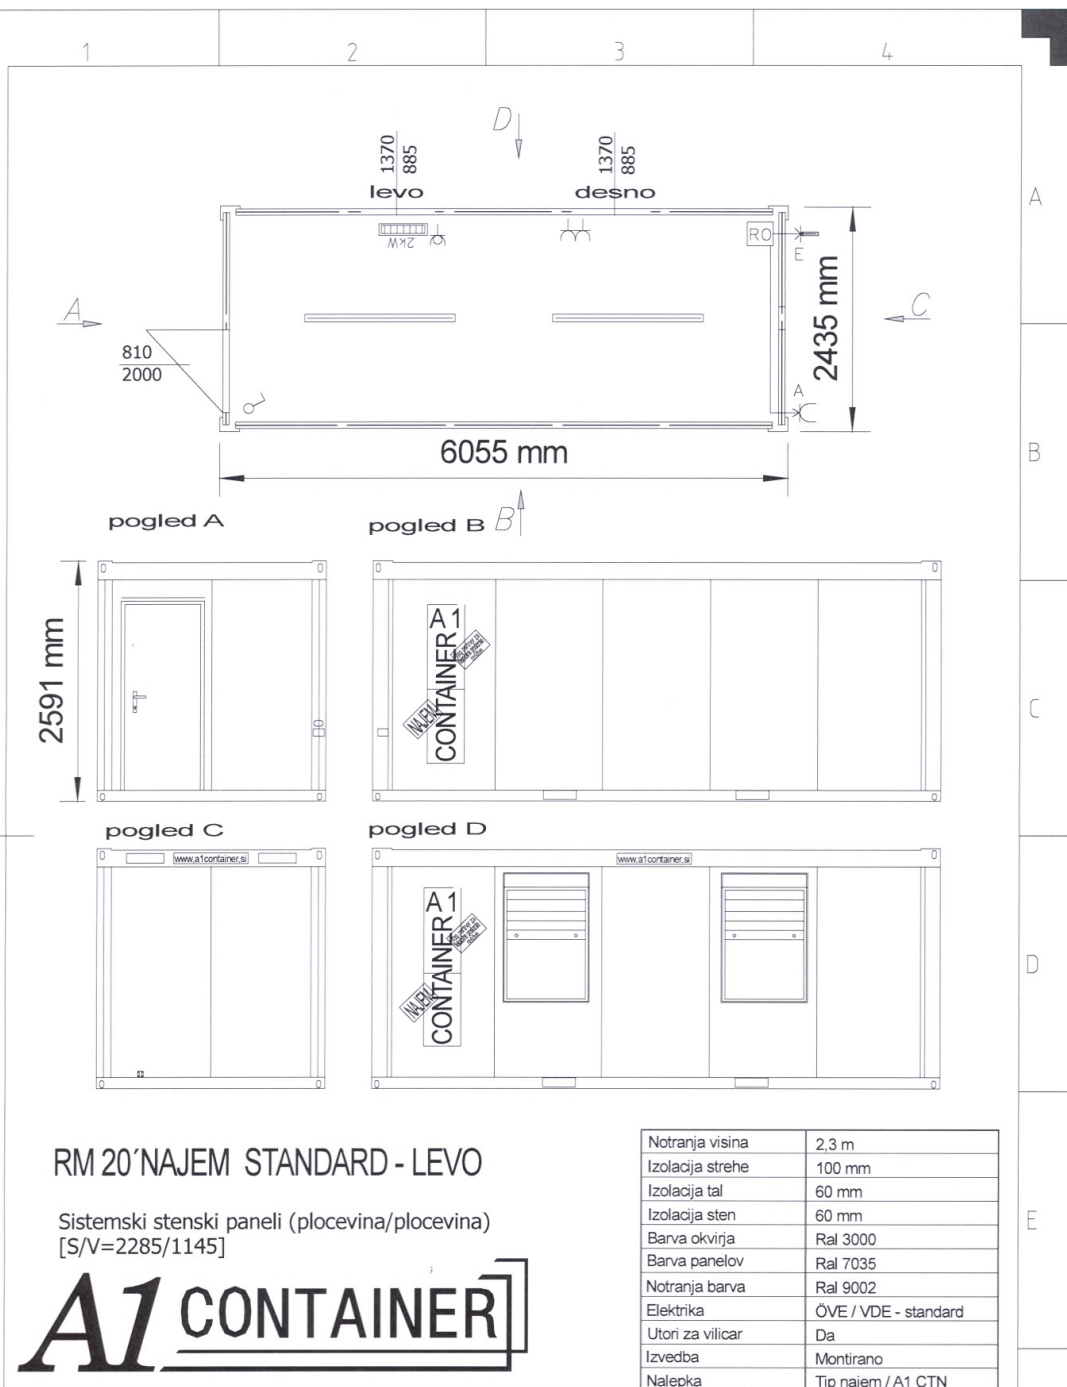 1 2 3 4
D
A
1370
885
1370
885
levo desno
2kW
RO
E
A
C
2435 mm
810
2000
A
B
6055 mm
B
pogled A
pogled B
A1
CONTAINER
NAJEM
2591 mm
C
pogled C
pogled D
www.a1container.si
www.a1container.si
A1
CONTAINER
NAJEM
D
RM 20´NAJEM STANDARD - LEVO
Sistemski stenski paneli (plocevina/plocevina)
[S/V=2285/1145]
A1 CONTAINER
Notranja visina 2,3 m
Izolacija strehe 100 mm
Izolacija tal 60 mm
Izolacija sten 60 mm
Barva okvirja Ral 3000
Barva panelov Ral 7035
Notranja barva Ral 9002
Elektrika ÖVE / VDE - standard
Utori za vilicar Da
Izvedba Montirano
Nalepka Tip najem / A1 CTN
E